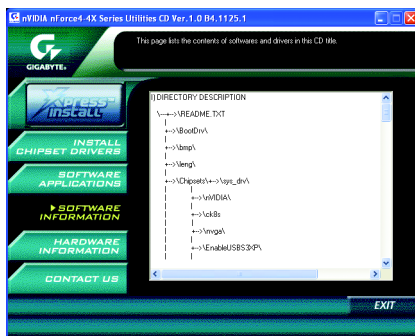 nVIDIA nForce4-4X Series Utilities CD Ver.1.0 B4.1125.1
This page lists the contents of softwares and drivers in this CD title.
GIGABYTE
Xpress
Install
INSTALL
CHIPSET DRIVERS
SOFTWARE
APPLICATIONS
SOFTWARE
INFORMATION
HARDWARE
INFORMATION
CONTACT US
I) DIRECTORY DESCRIPTION
\---+-->\README.TXT
+-->\BootDrv\
+-->\bmp\
+-->\leng\
+-->\Chipsets\+-->\sys_drv\
+-->\nVIDIA\
+-->\ck8s
+-->\nvga\
+-->\EnableUSBS3XP\
EXIT